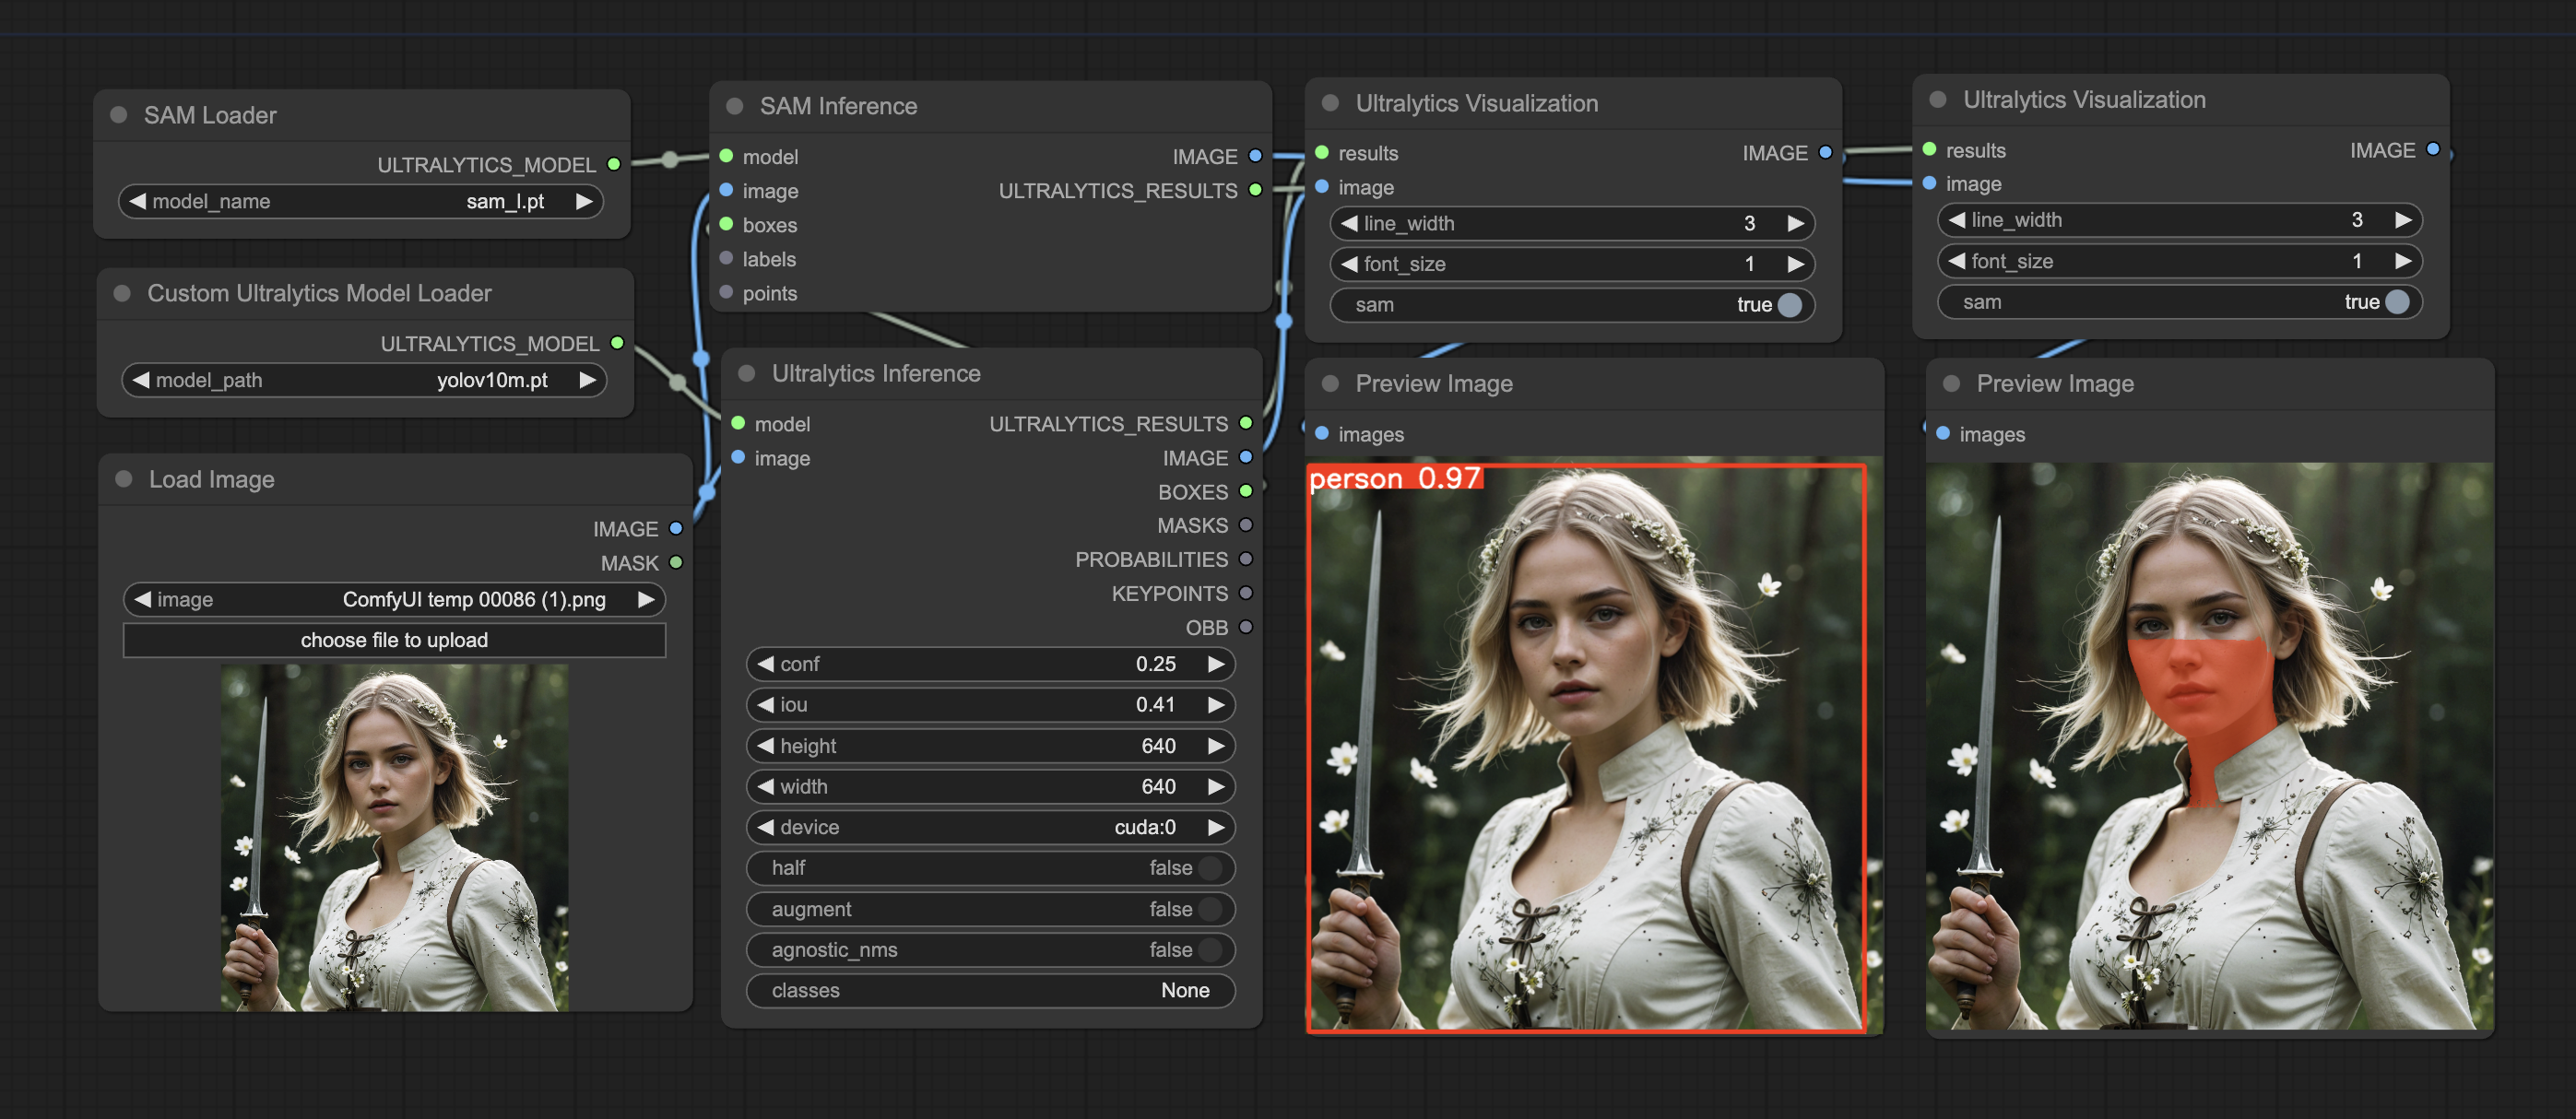 SAM Loader
ULTRALYTICS_MODEL
model_name sam_l.pt
Custom Ultralytics Model Loader
ULTRALYTICS_MODEL
model_path yolov10m.pt
Load Image
IMAGE
MASK
image ComfyUI temp 00086 (1).png
choose file to upload
SAM Inference
model IMAGE
image ULTRALYTICS_RESULTS
boxes
labels
points
Ultralytics Inference
model ULTRALYTICS_RESULTS
image IMAGE
BOXES
MASKS
PROBABILITIES
KEYPOINTS
OBB
conf 0.25
iou 0.41
height 640
width 640
device cuda:0
half false
augment false
agnostic_nms false
classes None
Ultralytics Visualization
results IMAGE
image
line_width 3
font_size 1
sam true
Preview Image
images
person 0.97
Ultralytics Visualization
results IMAGE
image
line_width 3
font_size 1
sam true
Preview Image
images